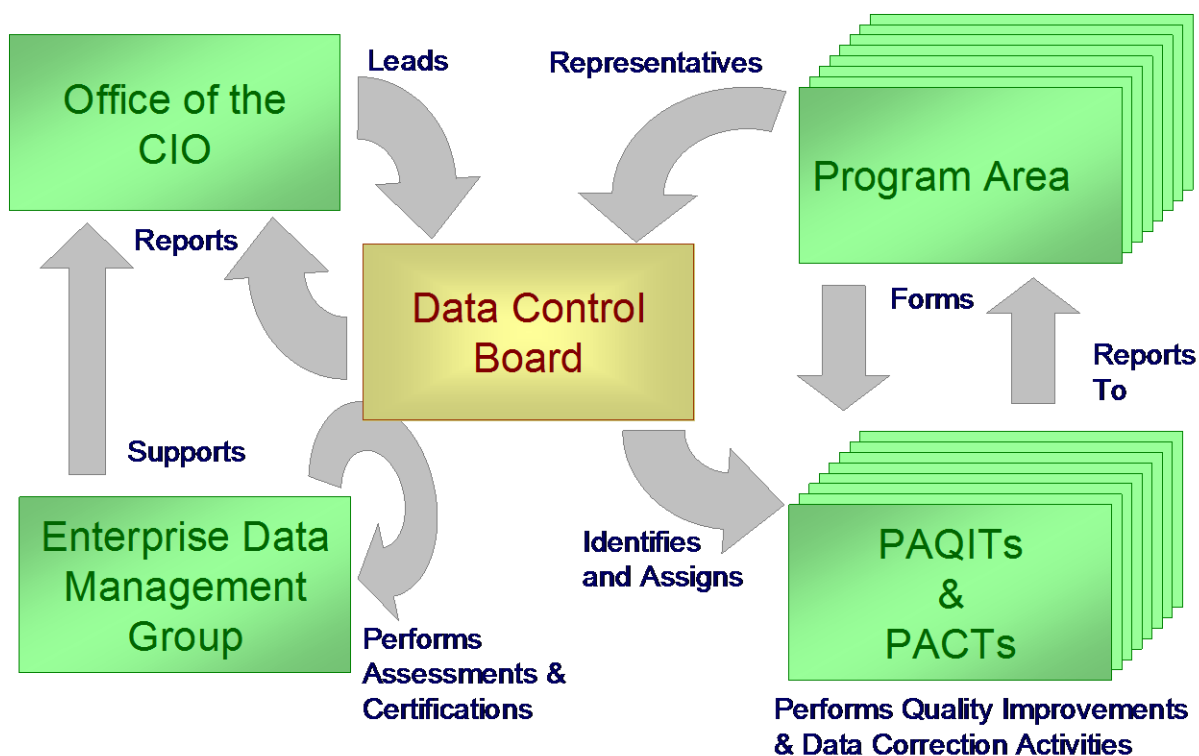 Office of the
CIO
Leads
Representatives
Program Area
Reports
Data Control
Board
Forms
Reports
To
Supports
Enterprise Data
Management
Group
Identifies
and Assigns
PAQITs
&
PACTs
Performs
Assessments &
Certifications
Performs Quality Improvements
& Data Correction Activities